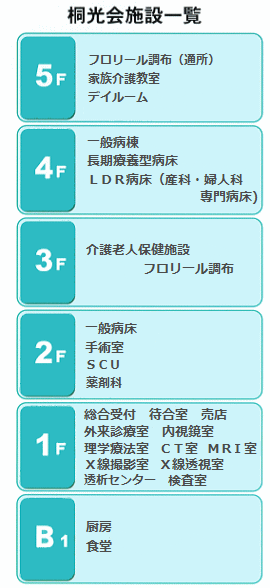 桐光会施設一覧
5F
フロリール調布（通所）
家族介護教室
デイルーム
4F
一般病棟
長期療養型病床
ＬＤＲ病床（産科・婦人科
専門病床)
3F
介護老人保健施設
フロリール調布
2F
一般病床
手術室
ＳＣＵ
薬剤科
1F
総合受付　待合室　売店
外来診療室　内視鏡室
理学療法室　ＣＴ室　ＭＲＩ室
Ｘ線撮影室　Ｘ線透視室
透析センター　検査室
B1
厨房
食堂